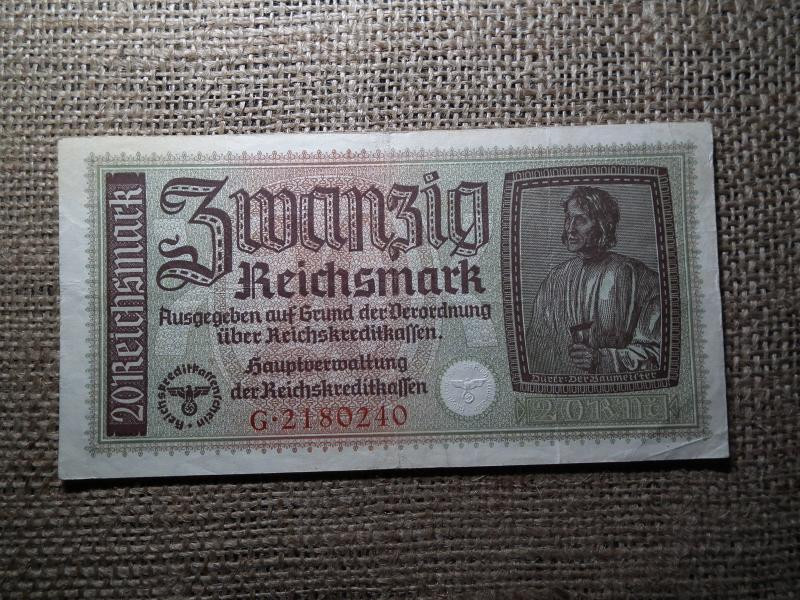 20 Reichsmark
Zwanzig
Reichsmark
Ausgegeben auf Grund der Verordnung
über Reichskreditkassen.
Hauptverwaltung
der Reichskreditkassen
Reichskreditkassenschein
G·2180240
Dürer: Der Baumeister
20 RM